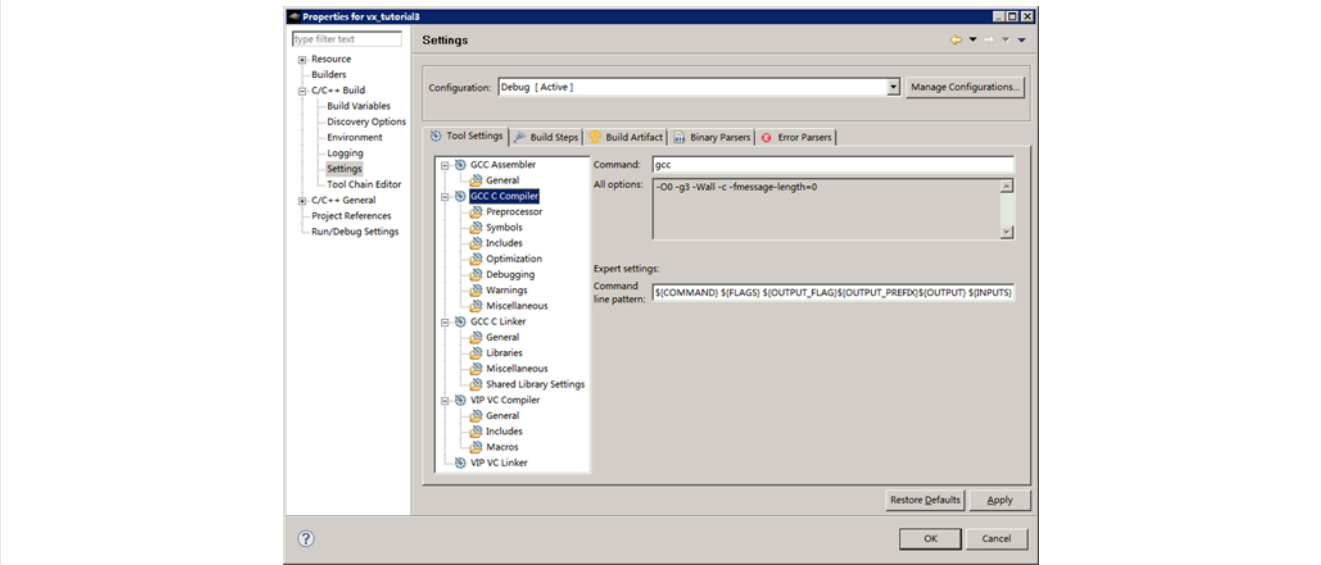 Properties for vx_tutorial3
type filter text
Resource
Builders
C/C++ Build
Build Variables
Discovery Options
Environment
Logging
Settings
Tool Chain Editor
C/C++ General
Project References
Run/Debug Settings
Settings
Configuration: Debug [ Active ] Manage Configurations...
Tool Settings Build Steps Build Artifact Binary Parsers Error Parsers
GCC Assembler
General
GCC C Compiler
Preprocessor
Symbols
Includes
Optimization
Debugging
Warnings
Miscellaneous
GCC C Linker
General
Libraries
Miscellaneous
Shared Library Settings
VIP VC Compiler
General
Includes
Macros
VIP VC Linker
Command: gcc
All options: -O0 -g3 -Wall -c -fmessage-length=0
Expert settings:
Command
line pattern: ${COMMAND} ${FLAGS} ${OUTPUT_FLAG}${OUTPUT_PREFIX}${OUTPUT} ${INPUTS}
Restore Defaults Apply
OK Cancel